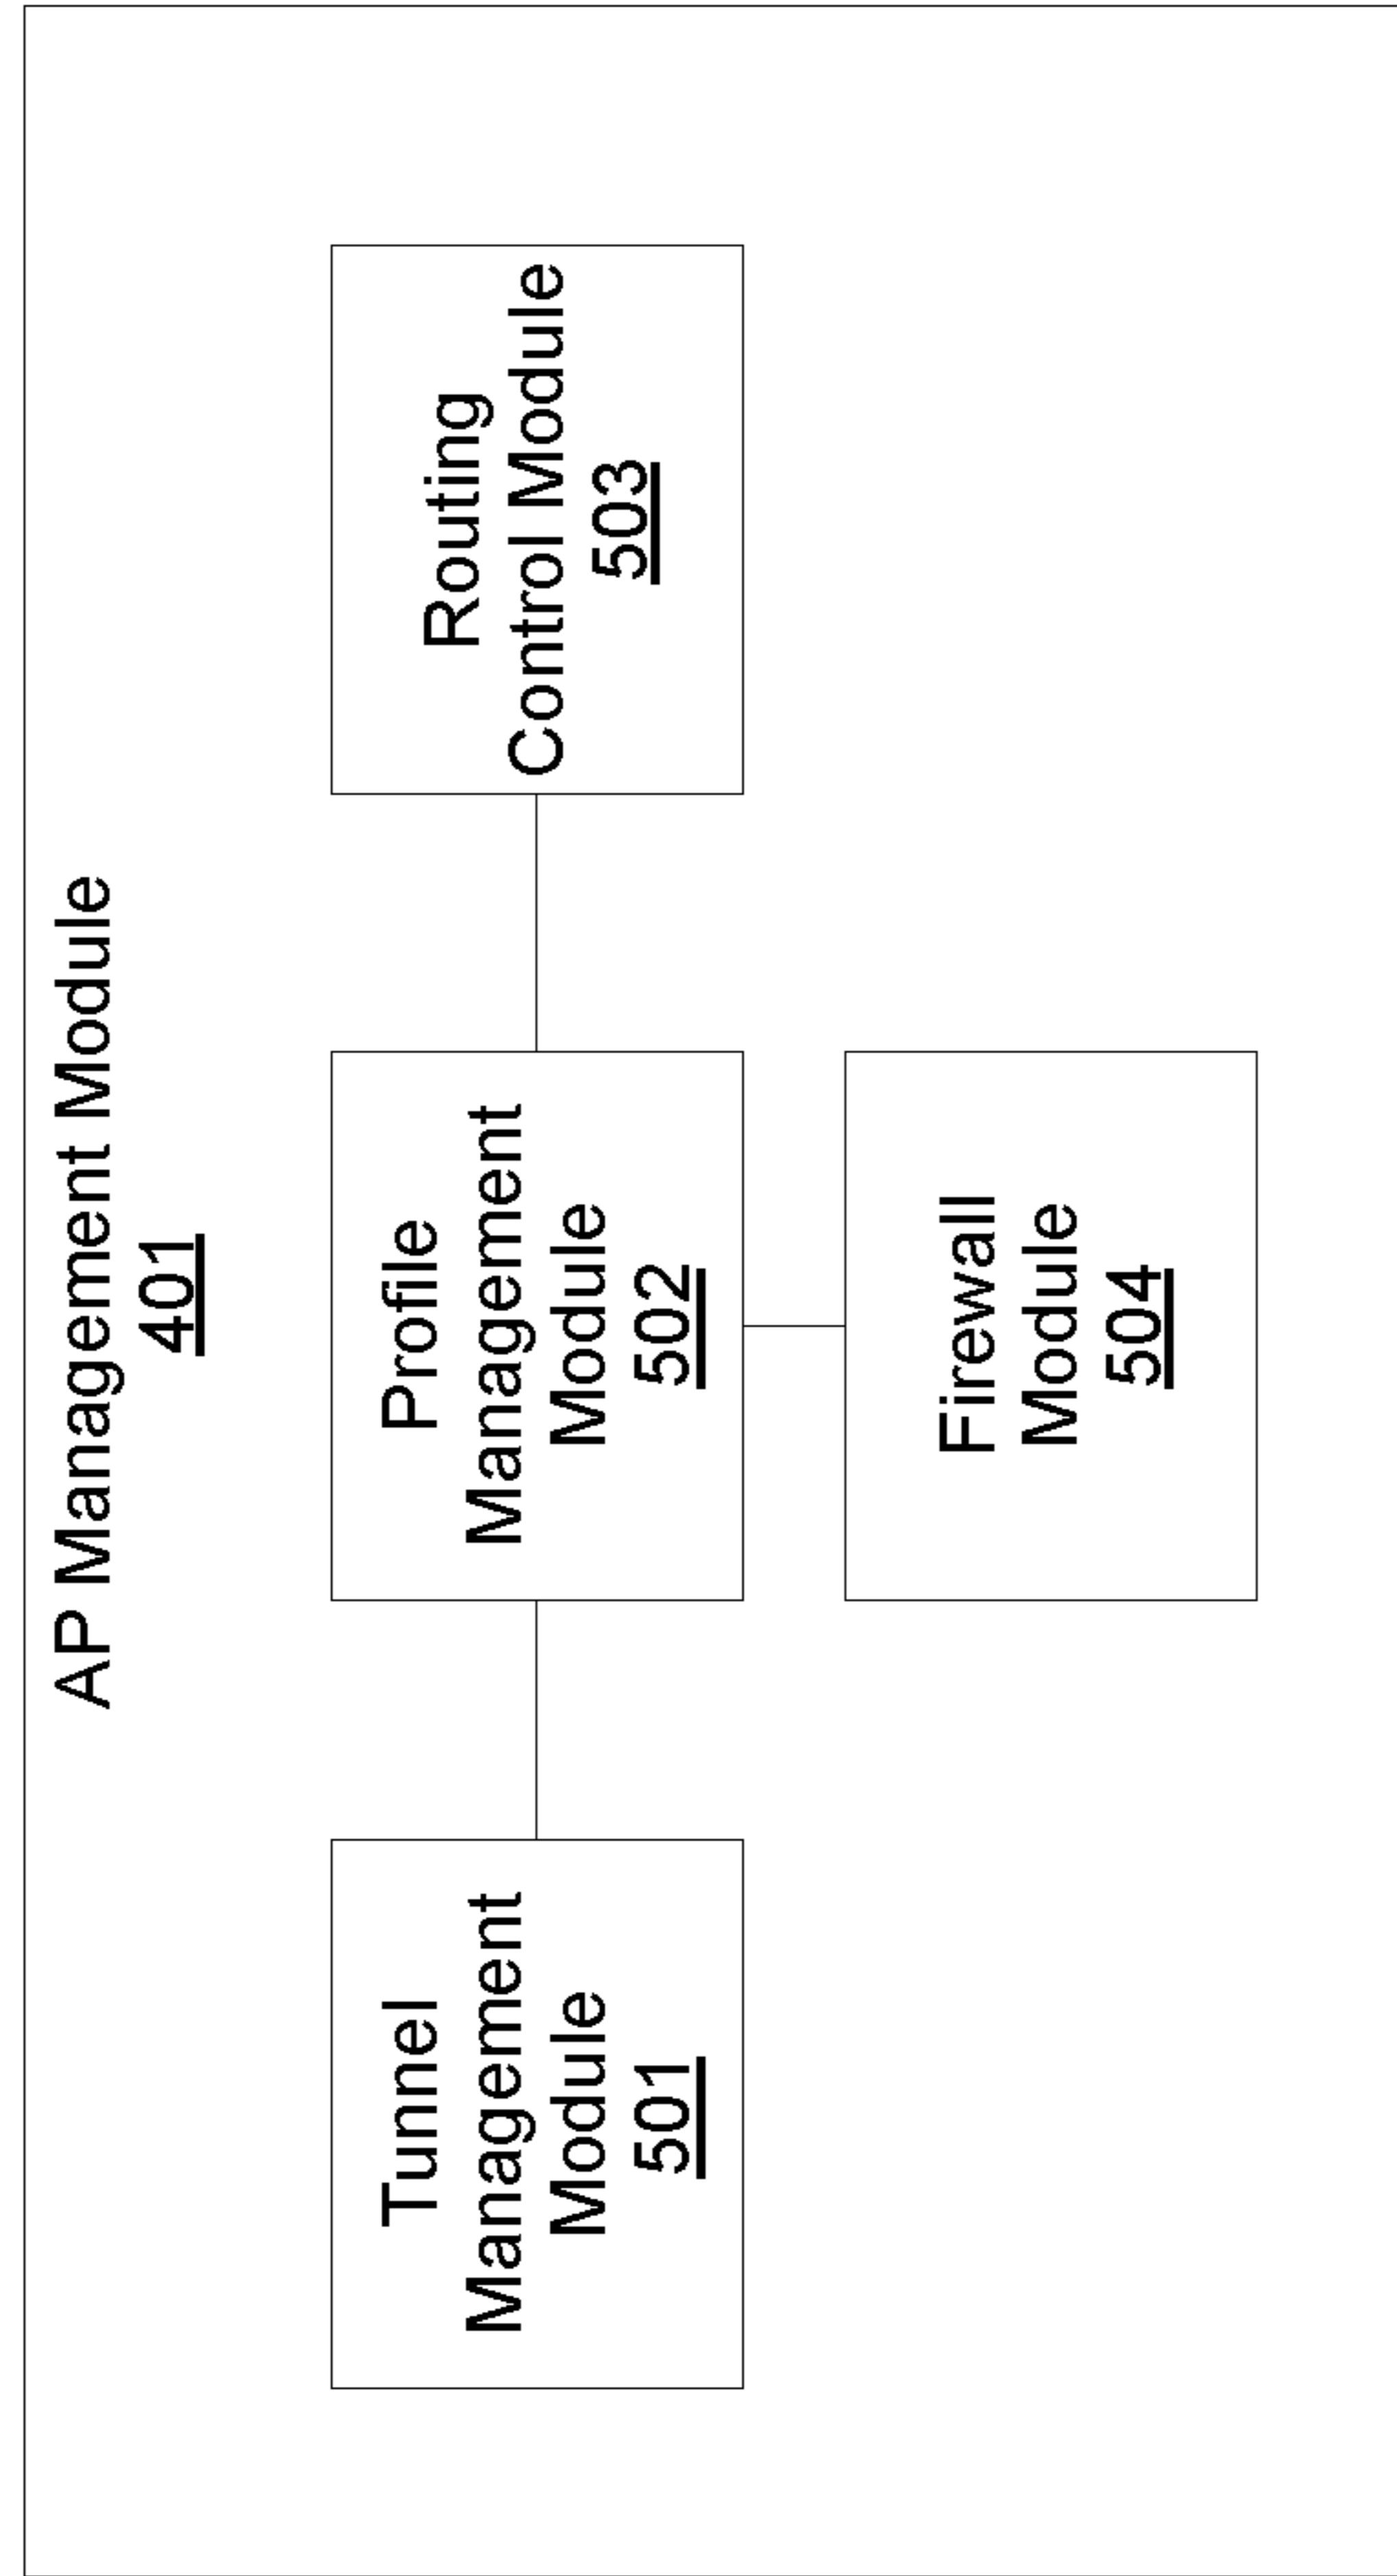 AP Management Module
401
Tunnel
Management
Module
501
Profile
Management
Module
502
Routing
Control Module
503
Firewall
Module
504